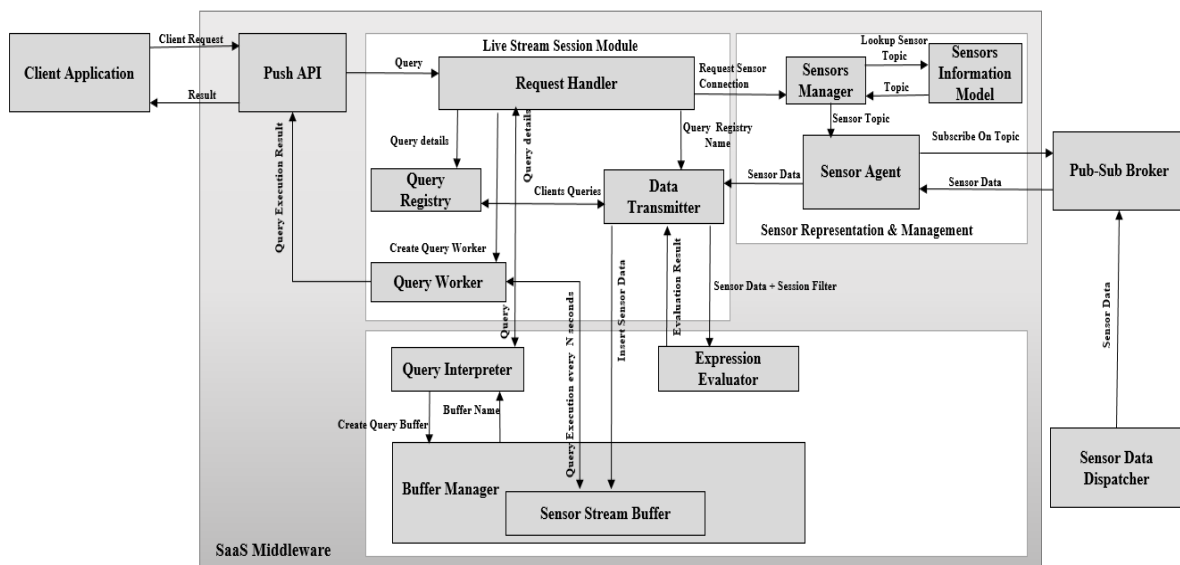 Live Stream Session Module
Client Request
Client Application
Result
Push API
Query
Request Handler
Request Sensor
Connection
Lookup Sensor
Topic
Sensors
Manager
Topic
Sensors
Information
Model
Sensor Topic
Query details
Query details
Query Registry
Name
Subscribe On Topic
Query
Registry
Clients Queries
Data
Transmitter
Sensor Data
Sensor Agent
Sensor Data
Pub-Sub Broker
Sensor Representation & Management
Query Execution Result
Create Query Worker
Query Worker
Query
Query Execution every N seconds
Insert Sensor Data
Evaluation Result
Sensor Data + Session Filter
Sensor Data
Query Interpreter
Expression
Evaluator
Create Query Buffer
Buffer Name
Buffer Manager
Sensor Stream Buffer
Sensor Data
Dispatcher
SaaS Middleware